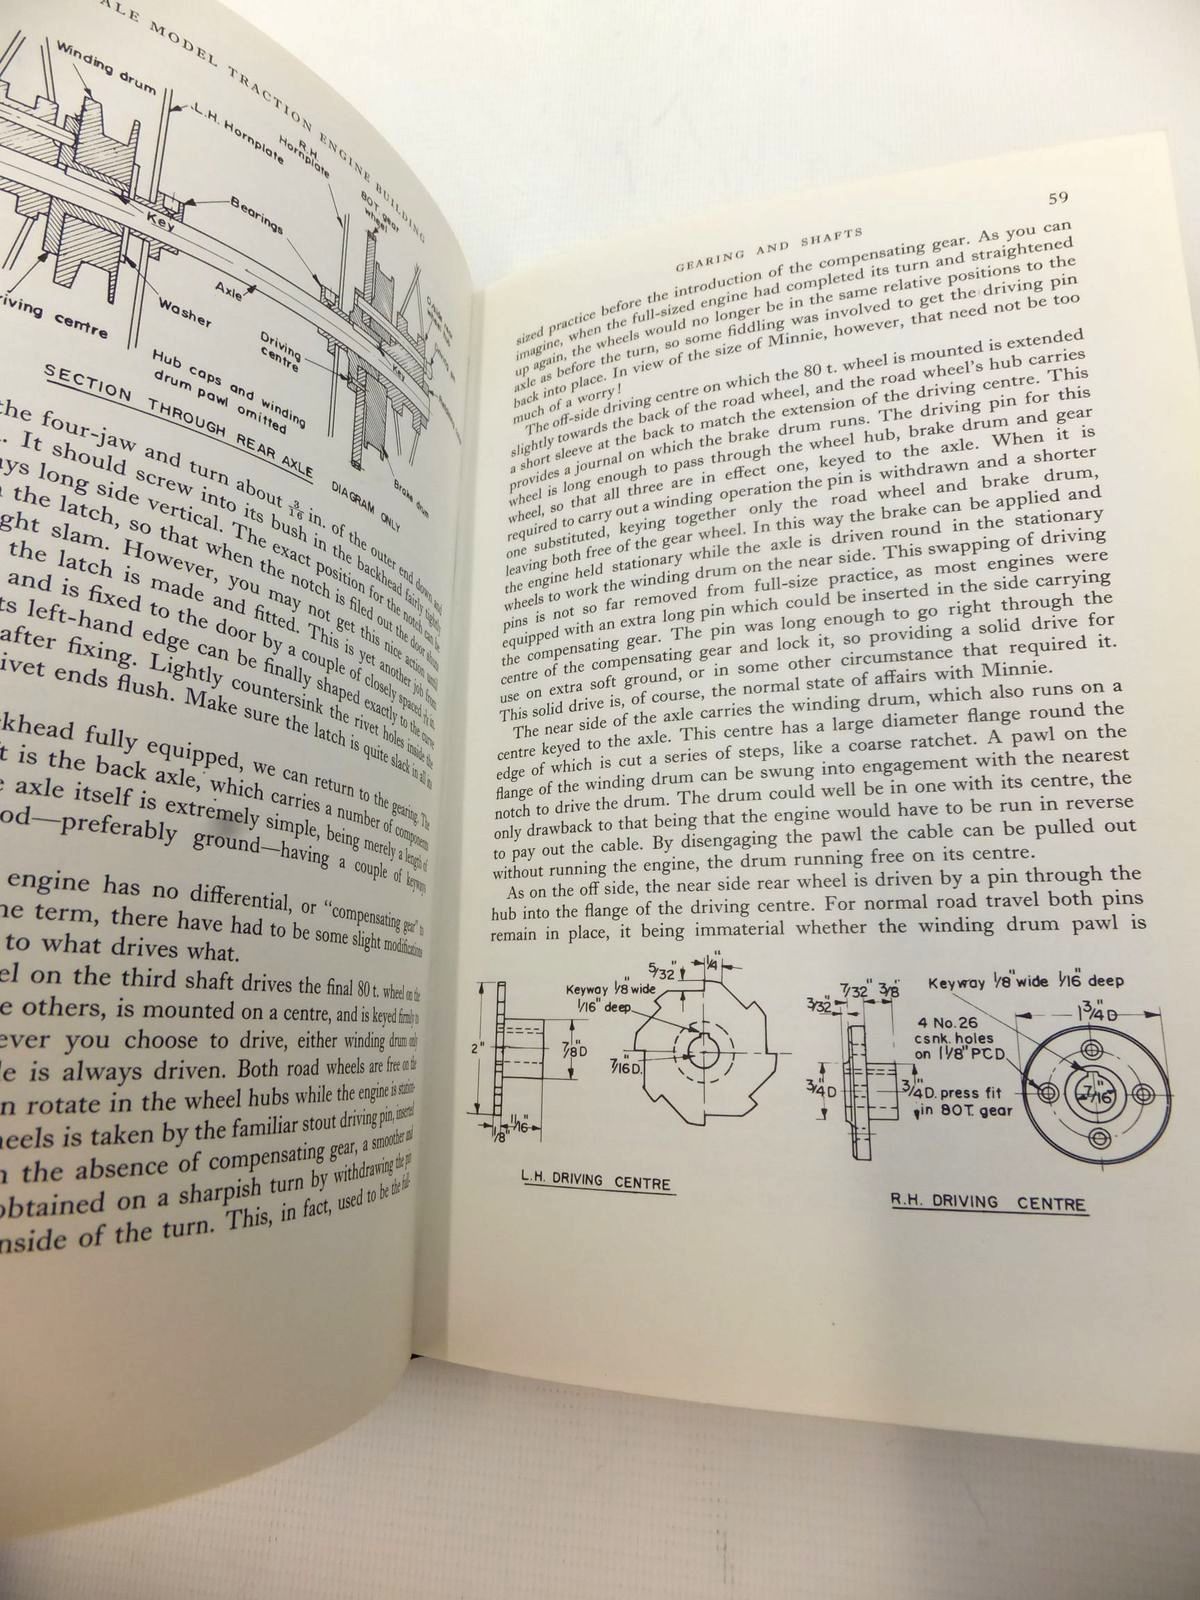 ALE MODEL TRACTION ENGINE BUILDING
Winding drum
L.H. Hornplate
R.H.
Hornplate
80T gear
wheel
Bearings
Key
Axle
Washer
riving centre
Driving
centre
Key
Brake drum
Hub caps and winding
drum pawl omitted
SECTION THROUGH REAR AXLE
DIAGRAM ONLY
the four-jaw and turn about 3/16 in. of the outer end down and
. It should screw into its bush in the backhead fairly tightly
ays long side vertical. The exact position for the notch can be
the latch, so that when the notch is filed out the door
ght slam. However, you may not get this nice action until
the latch is made and fitted. This is yet another job from
and is fixed to the door by a couple of closely spaced
ts left-hand edge can be finally shaped exactly to the curve
after fixing. Lightly countersink the rivet holes inside the
ivet ends flush. Make sure the latch is quite slack in all
khead fully equipped, we can return to the gearing. The
t is the back axle, which carries a number of components
e axle itself is extremely simple, being merely a length of
od—preferably ground—having a couple of keyways
engine has no differential, or "compensating gear"
he term, there have had to be some slight modifications
to what drives what.
el on the third shaft drives the final 80 t. wheel on the
e others, is mounted on a centre, and is keyed firmly to
ever you choose to drive, either winding drum only
le is always driven. Both road wheels are free on the
n rotate in the wheel hubs while the engine is station-
heels is taken by the familiar stout driving pin, inserted
n the absence of compensating gear, a smoother and
obtained on a sharpish turn by withdrawing the pin
nside of the turn. This, in fact, used to be the full-
59
GEARING AND SHAFTS
sized practice before the introduction of the compensating gear. As you can
imagine, when the full-sized engine had completed its turn and straightened
up again, the wheels would no longer be in the same relative positions to the
axle as before the turn, so some fiddling was involved to get the driving pin
back into place. In view of the size of Minnie, however, that need not be too
much of a worry!
The off-side driving centre on which the 80 t. wheel is mounted is extended
slightly towards the back of the road wheel, and the road wheel's hub carries
a short sleeve at the back to match the extension of the driving centre. This
provides a journal on which the brake drum runs. The driving pin for this
wheel is long enough to pass through the wheel hub, brake drum and gear
wheel, so that all three are in effect one, keyed to the axle. When it is
required to carry out a winding operation the pin is withdrawn and a shorter
one substituted, keying together only the road wheel and brake drum,
leaving both free of the gear wheel. In this way the brake can be applied and
the engine held stationary while the axle is driven round in the stationary
wheels to work the winding drum on the near side. This swapping of driving
pins is not so far removed from full-size practice, as most engines were
equipped with an extra long pin which could be inserted in the side carrying
the compensating gear. The pin was long enough to go right through the
centre of the compensating gear and lock it, so providing a solid drive for
use on extra soft ground, or in some other circumstance that required it.
This solid drive is, of course, the normal state of affairs with Minnie.
The near side of the axle carries the winding drum, which also runs on a
centre keyed to the axle. This centre has a large diameter flange round the
edge of which is cut a series of steps, like a coarse ratchet. A pawl on the
flange of the winding drum can be swung into engagement with the nearest
notch to drive the drum. The drum could well be in one with its centre, the
only drawback to that being that the engine would have to be run in reverse
to pay out the cable. By disengaging the pawl the cable can be pulled out
without running the engine, the drum running free on its centre.
As on the off side, the near side rear wheel is driven by a pin through the
hub into the flange of the driving centre. For normal road travel both pins
remain in place, it being immaterial whether the winding drum pawl is
5/32"
1/4"
Keyway 1/8" wide
1/16" deep
2"
7/8"D
7/16"D.
1/8"
1/16"
L.H. DRIVING CENTRE
7/32" 3/8"
3/32"
Keyway 1/8" wide 1/16" deep
1 3/4"D
4 No. 26
csnk. holes
on 1 1/8" PCD
3/4"D
3/4"D. press fit
in 80T. gear
7/16"
R.H. DRIVING CENTRE